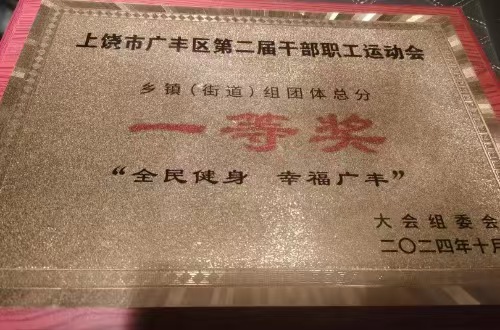 上饶市广丰区第二届干部职工运动会
乡镇（街道）组团体总分
一等奖
“全民健身 幸福广丰”
大会组委会
二〇二四年十月